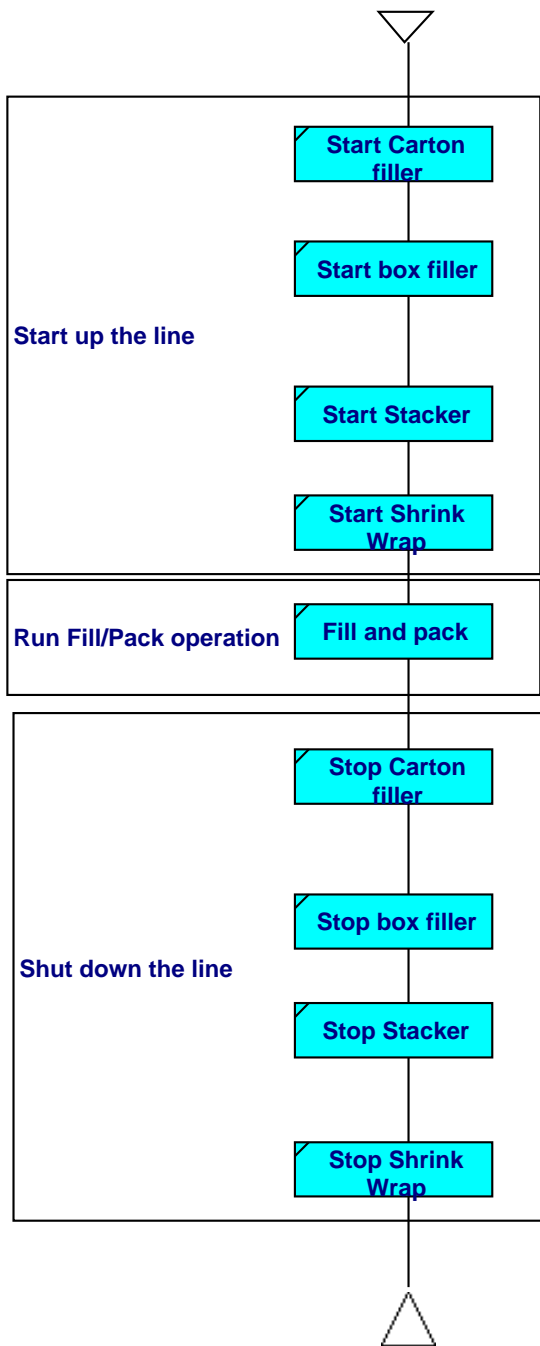 Start Carton
filler
Start box filler
Start up the line
Start Stacker
Start Shrink
Wrap
Run Fill/Pack operation
Fill and pack
Stop Carton
filler
Stop box filler
Shut down the line
Stop Stacker
Stop Shrink
Wrap